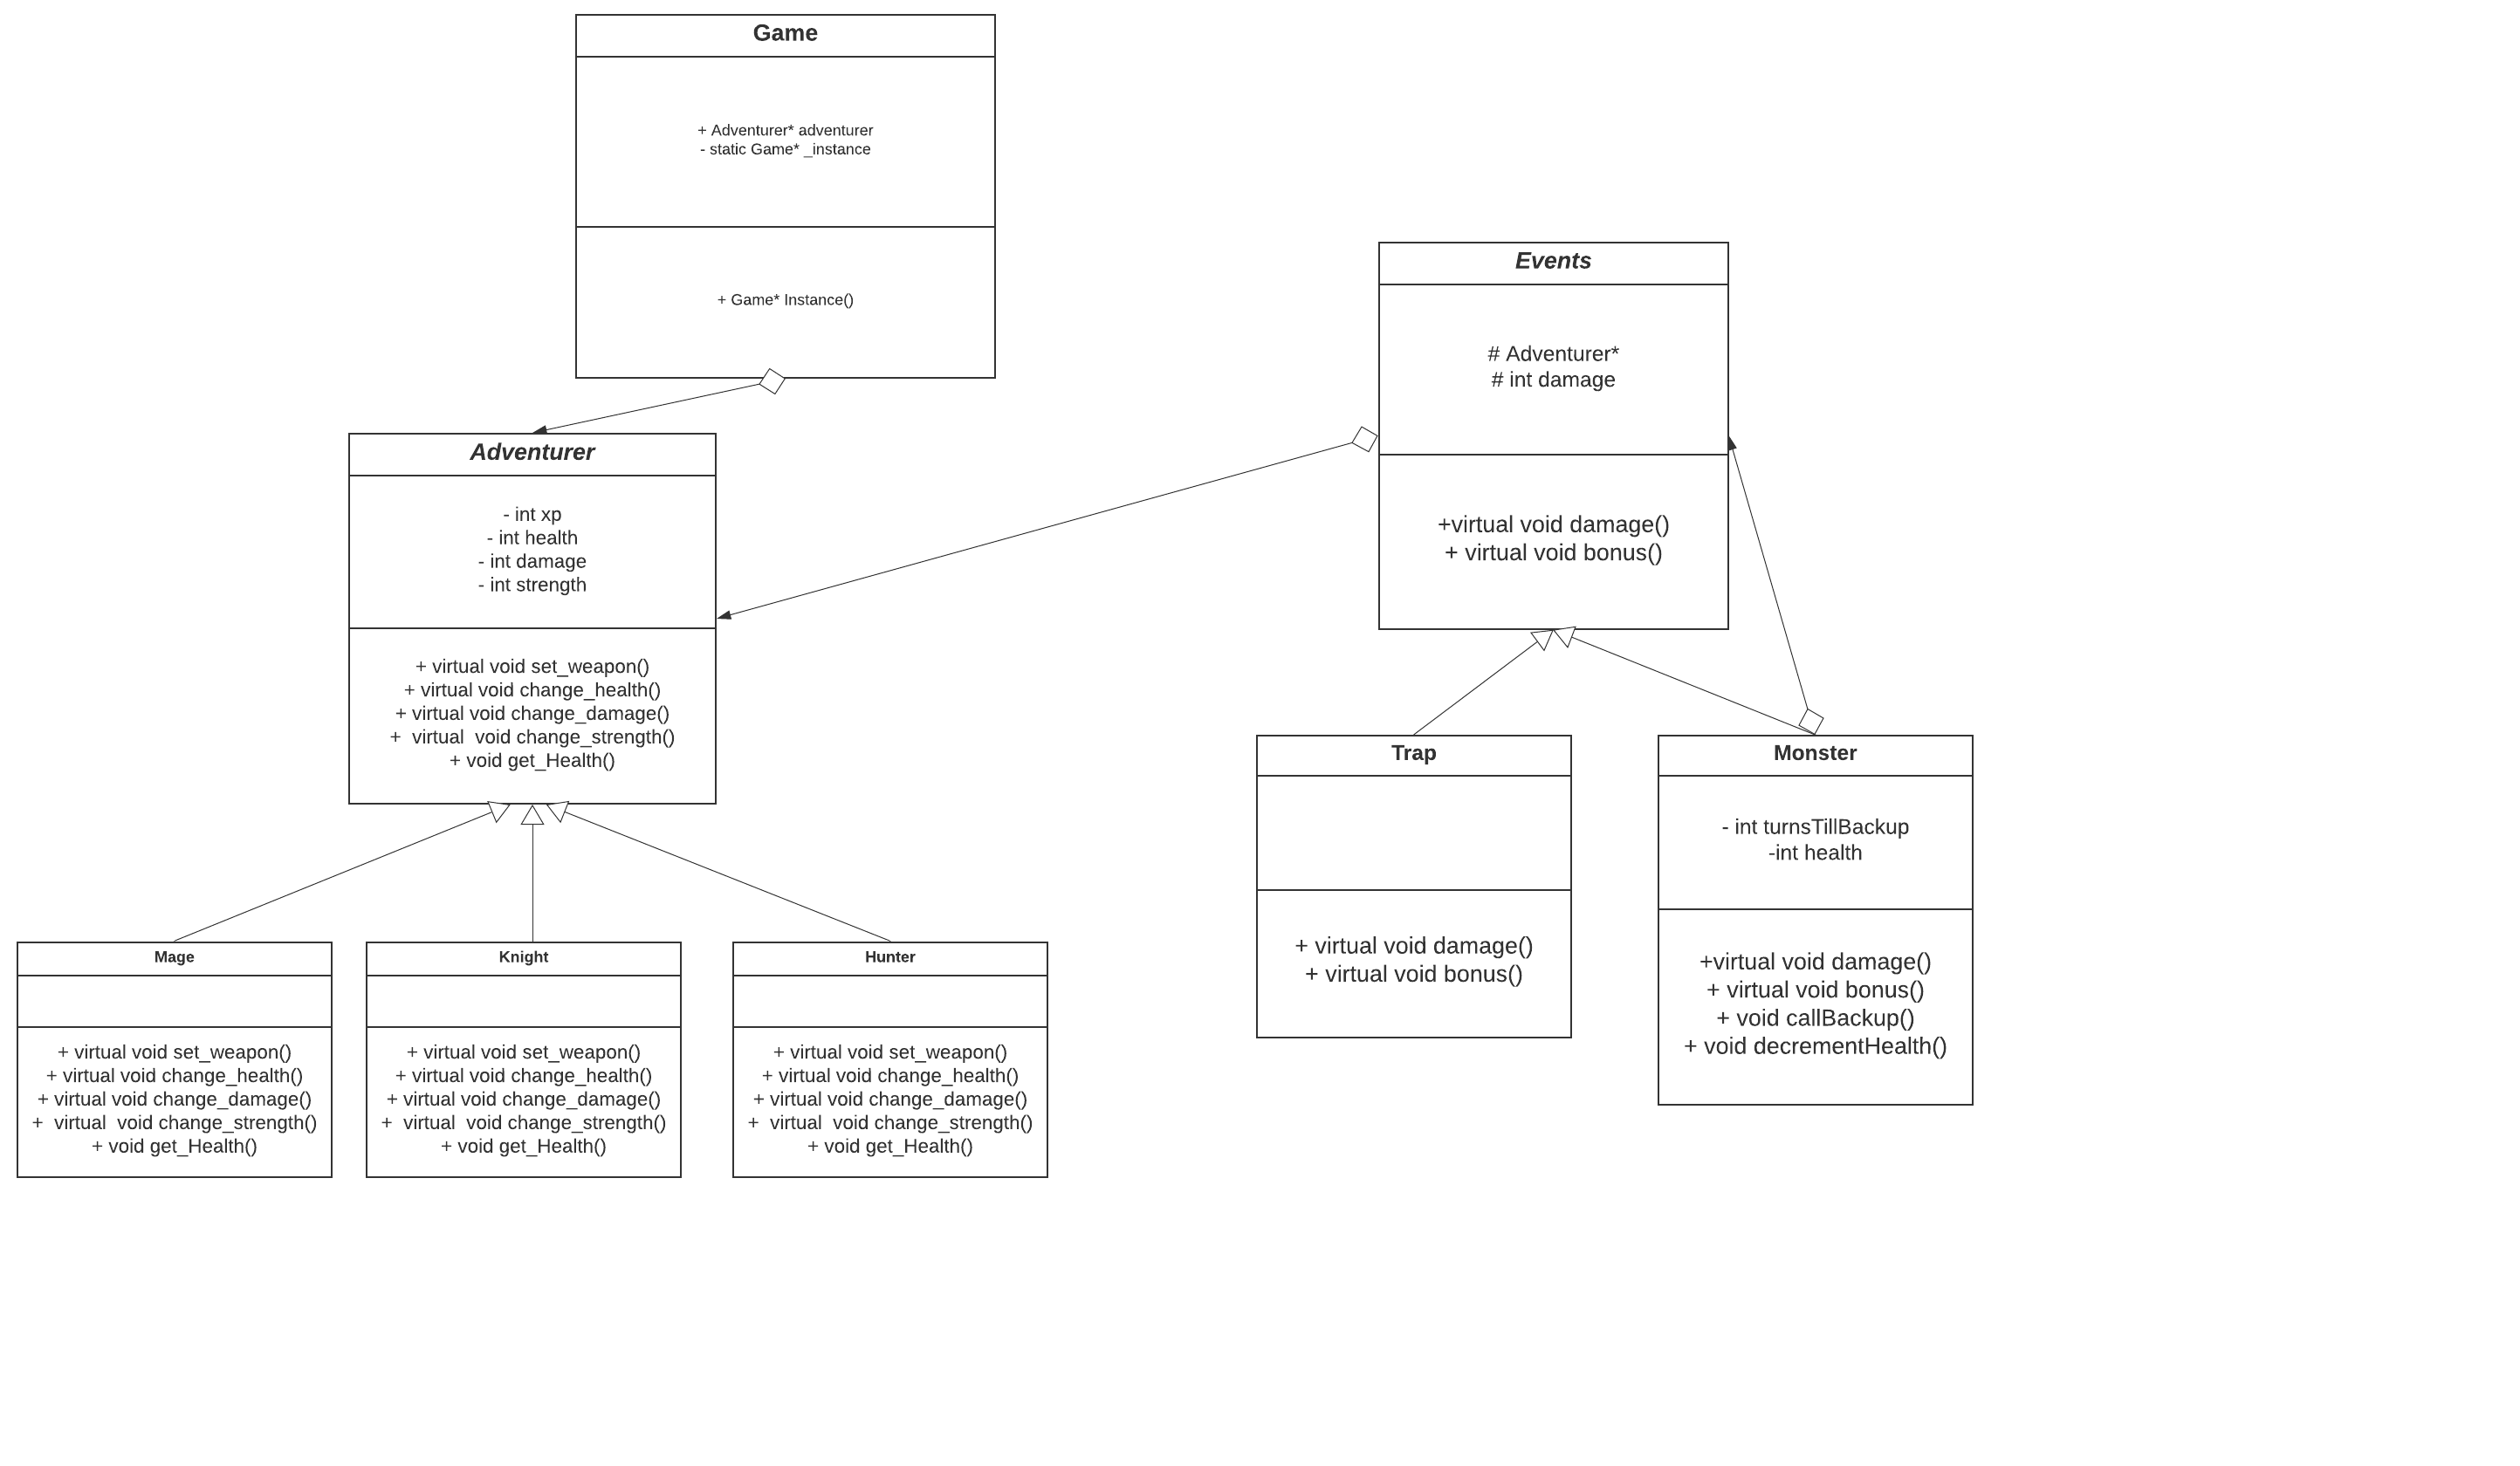 Game
+ Adventurer* adventurer
- static Game* _instance
+ Game* Instance()
Events
# Adventurer*
# int damage
+virtual void damage()
+ virtual void bonus()
Adventurer
- int xp
- int health
- int damage
- int strength
+ virtual void set_weapon()
+ virtual void change_health()
+ virtual void change_damage()
+  virtual  void change_strength()
+ void get_Health()
Trap
+ virtual void damage()
+ virtual void bonus()
Monster
- int turnsTillBackup
-int health
+virtual void damage()
+ virtual void bonus()
+ void callBackup()
+ void decrementHealth()
Mage
+ virtual void set_weapon()
+ virtual void change_health()
+ virtual void change_damage()
+  virtual  void change_strength()
+ void get_Health()
Knight
+ virtual void set_weapon()
+ virtual void change_health()
+ virtual void change_damage()
+  virtual  void change_strength()
+ void get_Health()
Hunter
+ virtual void set_weapon()
+ virtual void change_health()
+ virtual void change_damage()
+  virtual  void change_strength()
+ void get_Health()